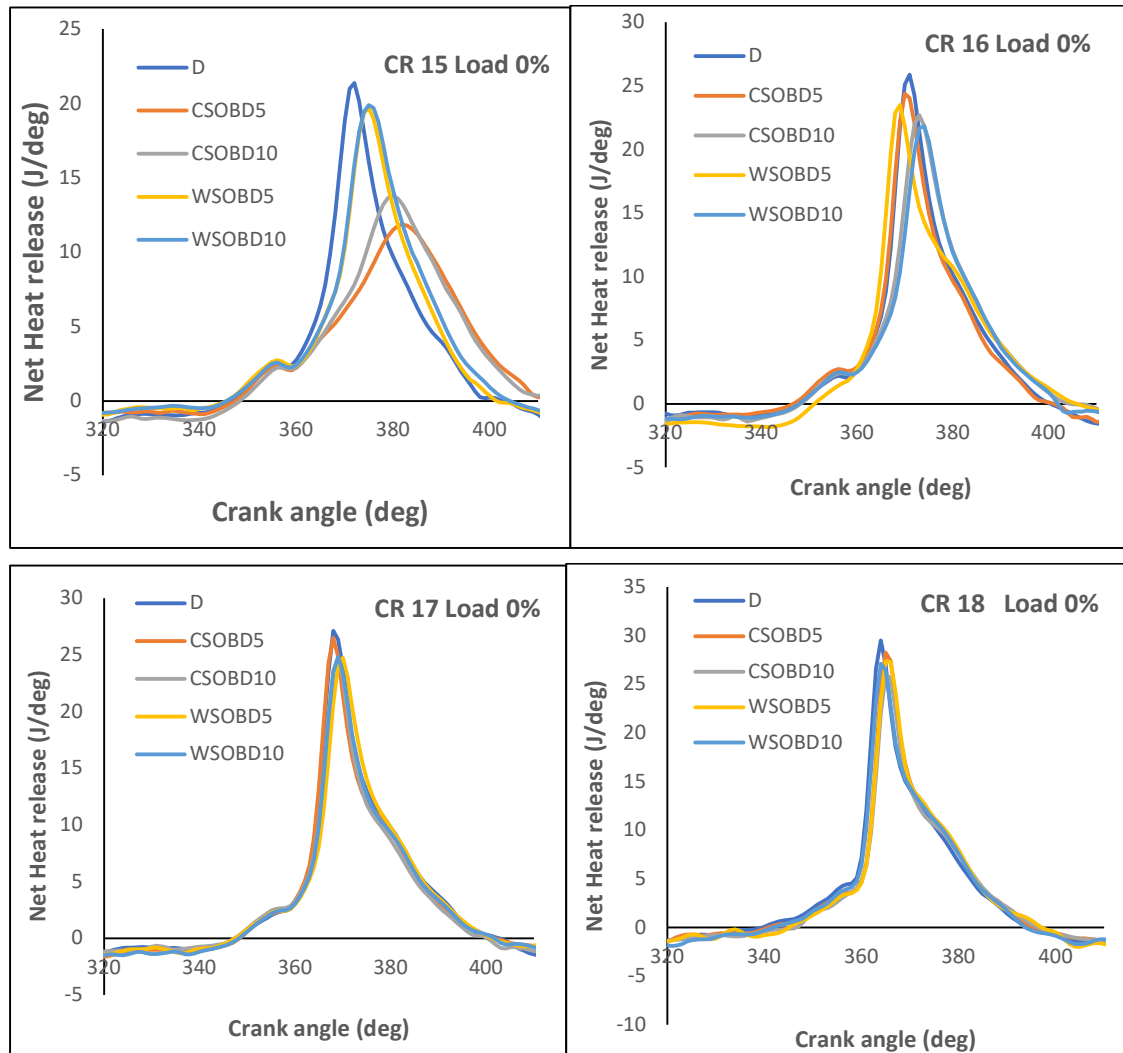 CR 15 Load 0%
D
CSOBD5
CSOBD10
WSOBD5
WSOBD10
Net Heat release (J/deg)
25
20
15
10
5
0
-5
320 340 360 380 400
Crank angle (deg)
CR 16 Load 0%
D
CSOBD5
CSOBD10
WSOBD5
WSOBD10
Net Heat release (J/deg)
30
25
20
15
10
5
0
-5
320 340 360 380 400
Crank angle (deg)
CR 17 Load 0%
D
CSOBD5
CSOBD10
WSOBD5
WSOBD10
Net Heat release (J/deg)
30
25
20
15
10
5
0
-5
320 340 360 380 400
Crank angle (deg)
CR 18 Load 0%
D
CSOBD5
CSOBD10
WSOBD5
WSOBD10
Net Heat release (J/deg)
35
30
25
20
15
10
5
0
-5
-10
320 340 360 380 400
Crank angle (deg)